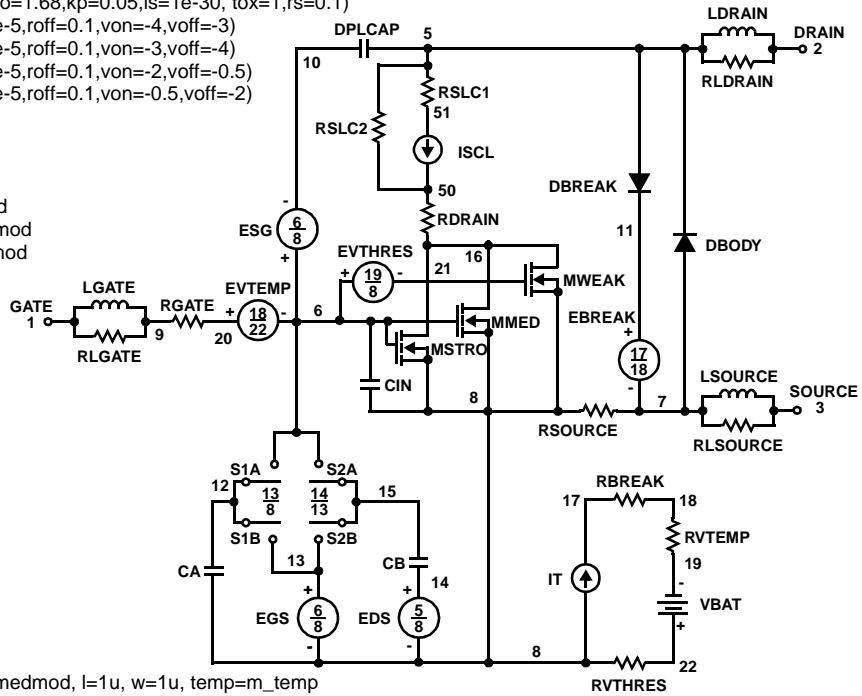 o=1.68,kp=0.05,is=1e-30, tox=1,rs=0.1)
e-5,roff=0.1,von=-4,voff=-3)
e-5,roff=0.1,von=-3,voff=-4)
e-5,roff=0.1,von=-2,voff=-0.5)
e-5,roff=0.1,von=-0.5,voff=-2)
d
mod
nod
LDRAIN
DPLCAP 5 DRAIN
10 2
RSLC1 RLDRAIN
51
RSLC2
ISCL
50
DBREAK
- RDRAIN
ESG 6/8 11
+ EVTHRES 16 DBODY
+ 19/8 - 21 MWEAK
LGATE EVTEMP
GATE RGATE + 18/22 - 6 EBREAK +
1 MMED
9 20 MSTRO 17/18
RLGATE LSOURCE
CIN - SOURCE
8 7 3
RSOURCE
RLSOURCE
S1A S2A
12 13/8 14/13 15 RBREAK
17 18
S1B S2B RVTEMP
13 CB 19
CA 14 IT -
+ + VBAT
EGS 6/8 EDS 5/8 +
- - 8
22
RVTHRES
medmod, l=1u, w=1u, temp=m_temp